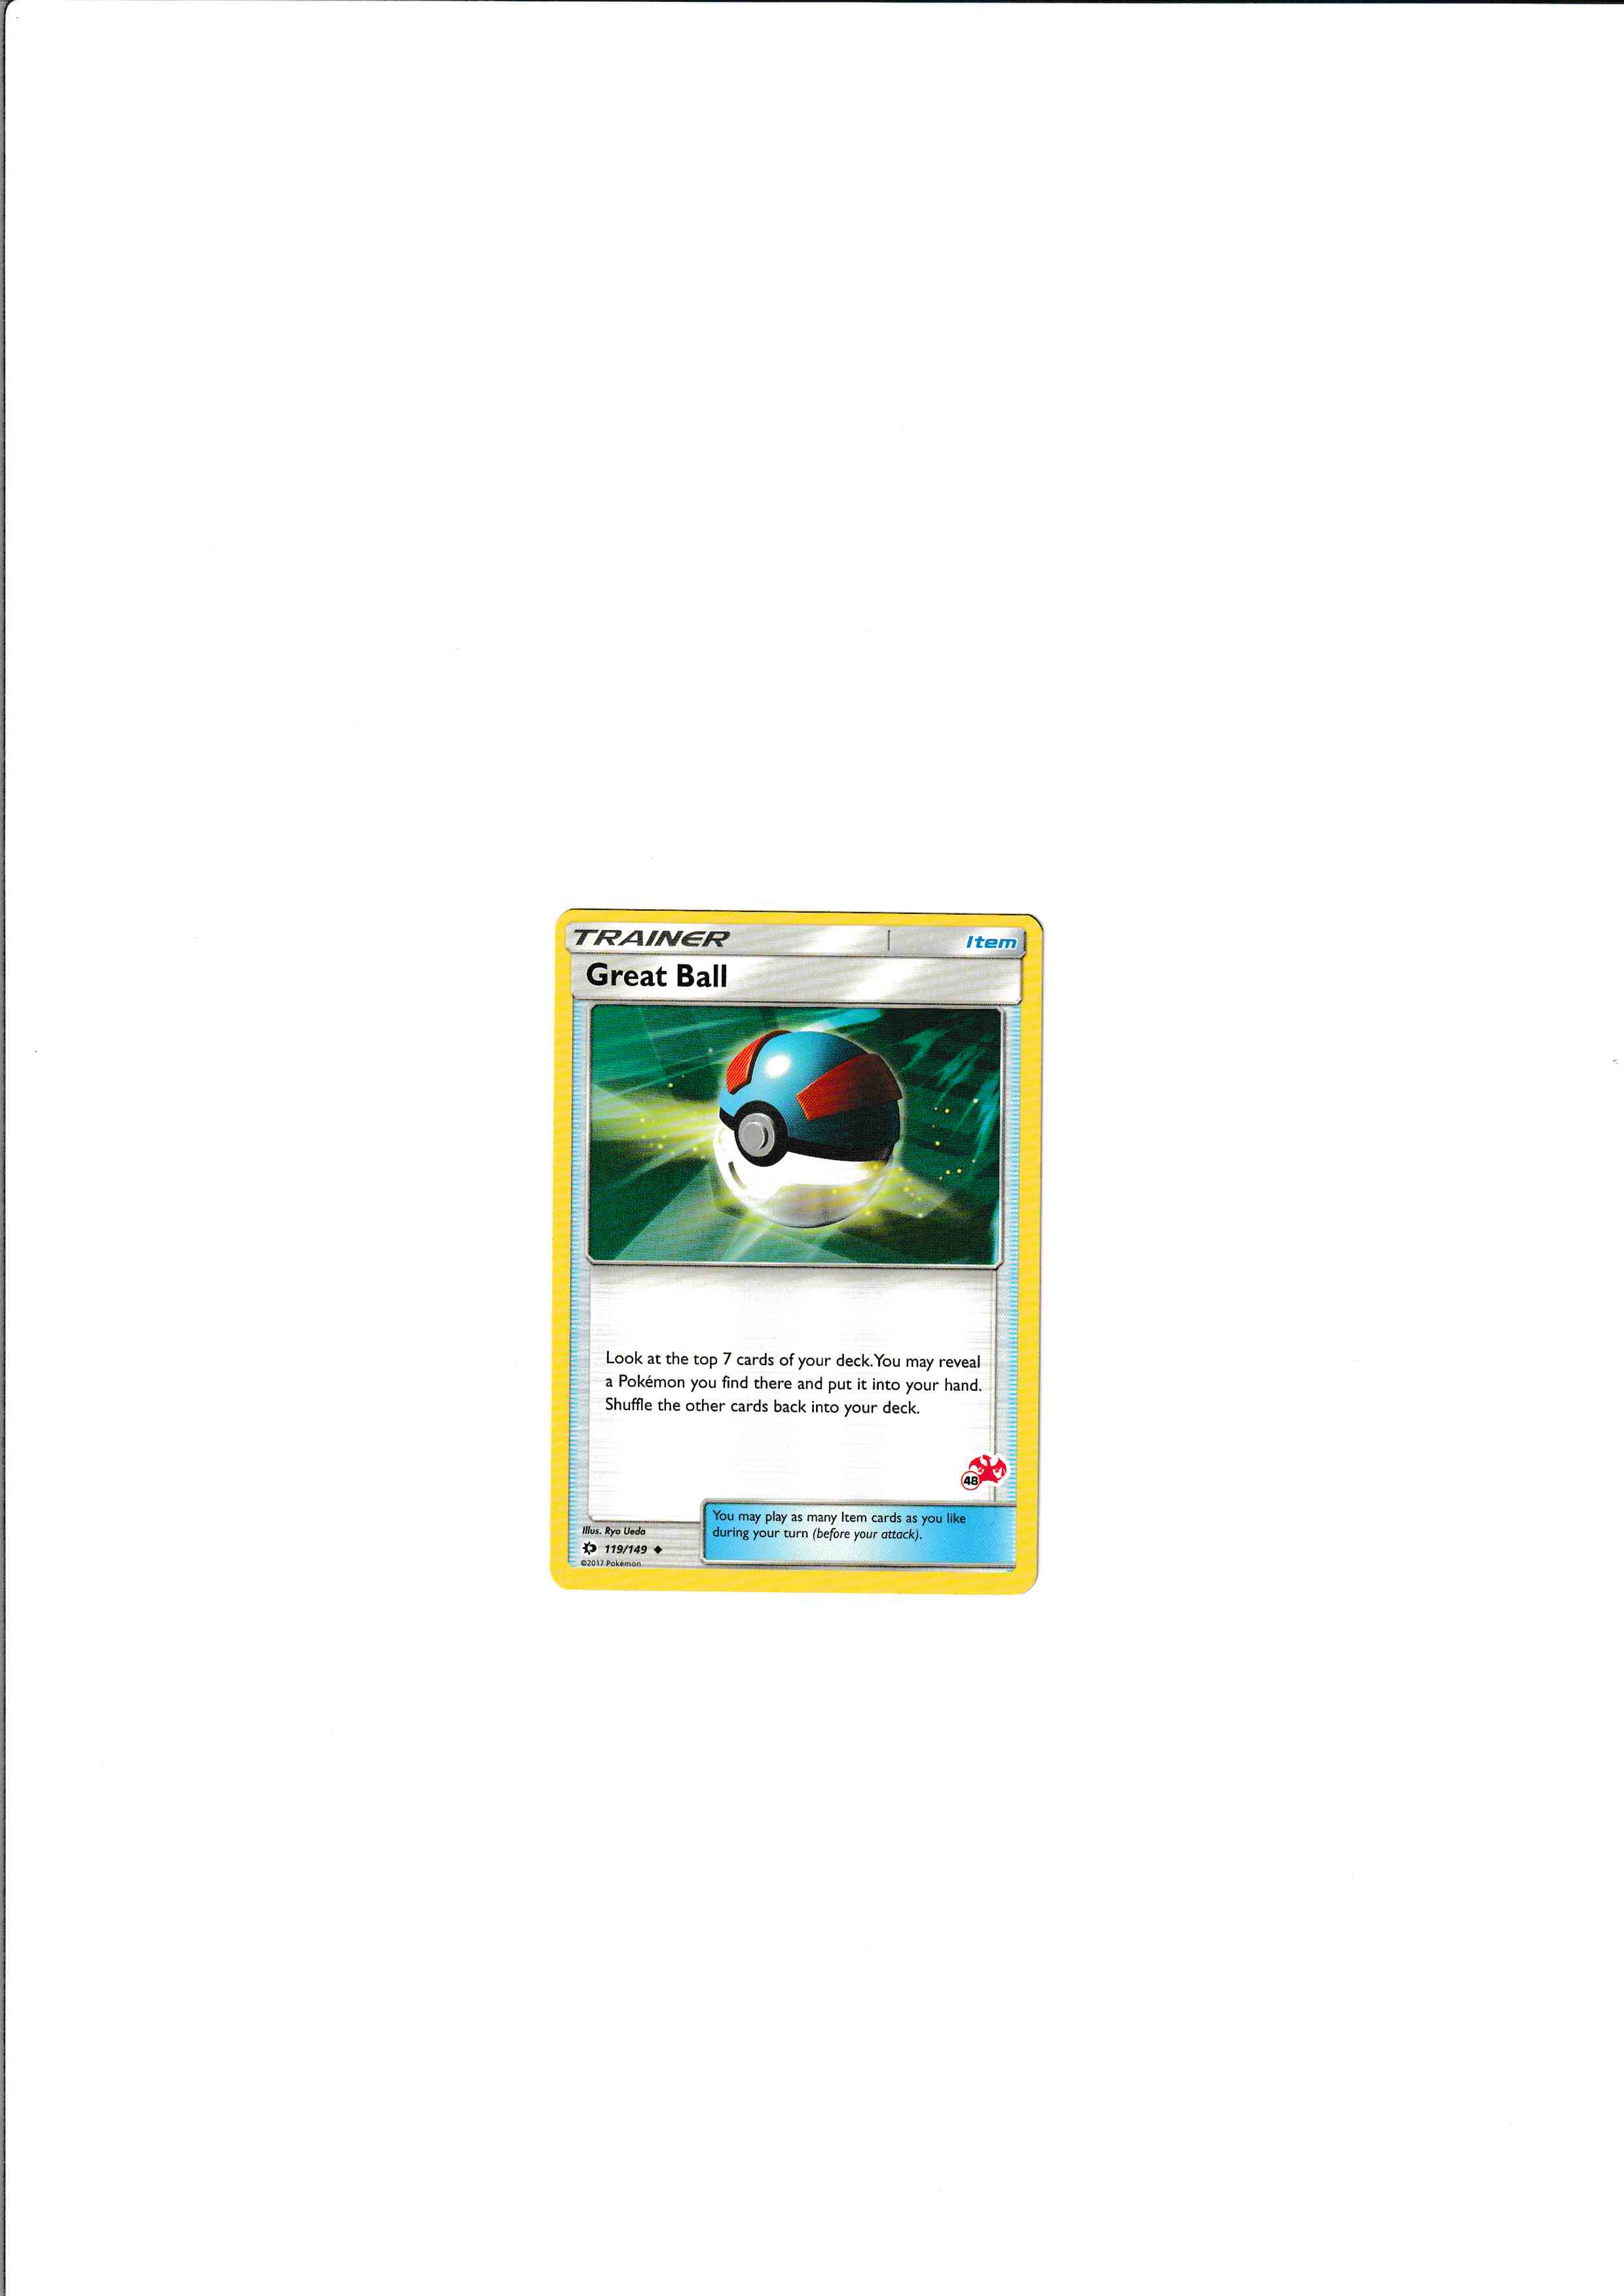 TRAINER
Item
Great Ball
Look at the top 7 cards of your deck. You may reveal
a Pokémon you find there and put it into your hand.
Shuffle the other cards back into your deck.
48
You may play as many Item cards as you like
during your turn (before your attack).
Illus. Ryo Ueda
119/149
©2017 Pokémon